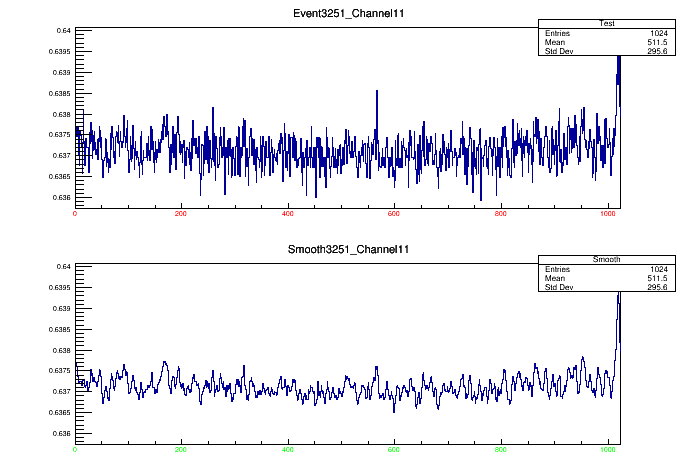 Event3251_Channel11
Test
Entries 1024
Mean 511.5
Std Dev 295.6
0.64
0.6395
0.639
0.6385
0.638
0.6375
0.637
0.6365
0.636
0 200 400 600 800 1000
Smooth3251_Channel11
Smooth
Entries 1024
Mean 511.5
Std Dev 295.6
0.64
0.6395
0.639
0.6385
0.638
0.6375
0.637
0.6365
0.636
0 200 400 600 800 1000